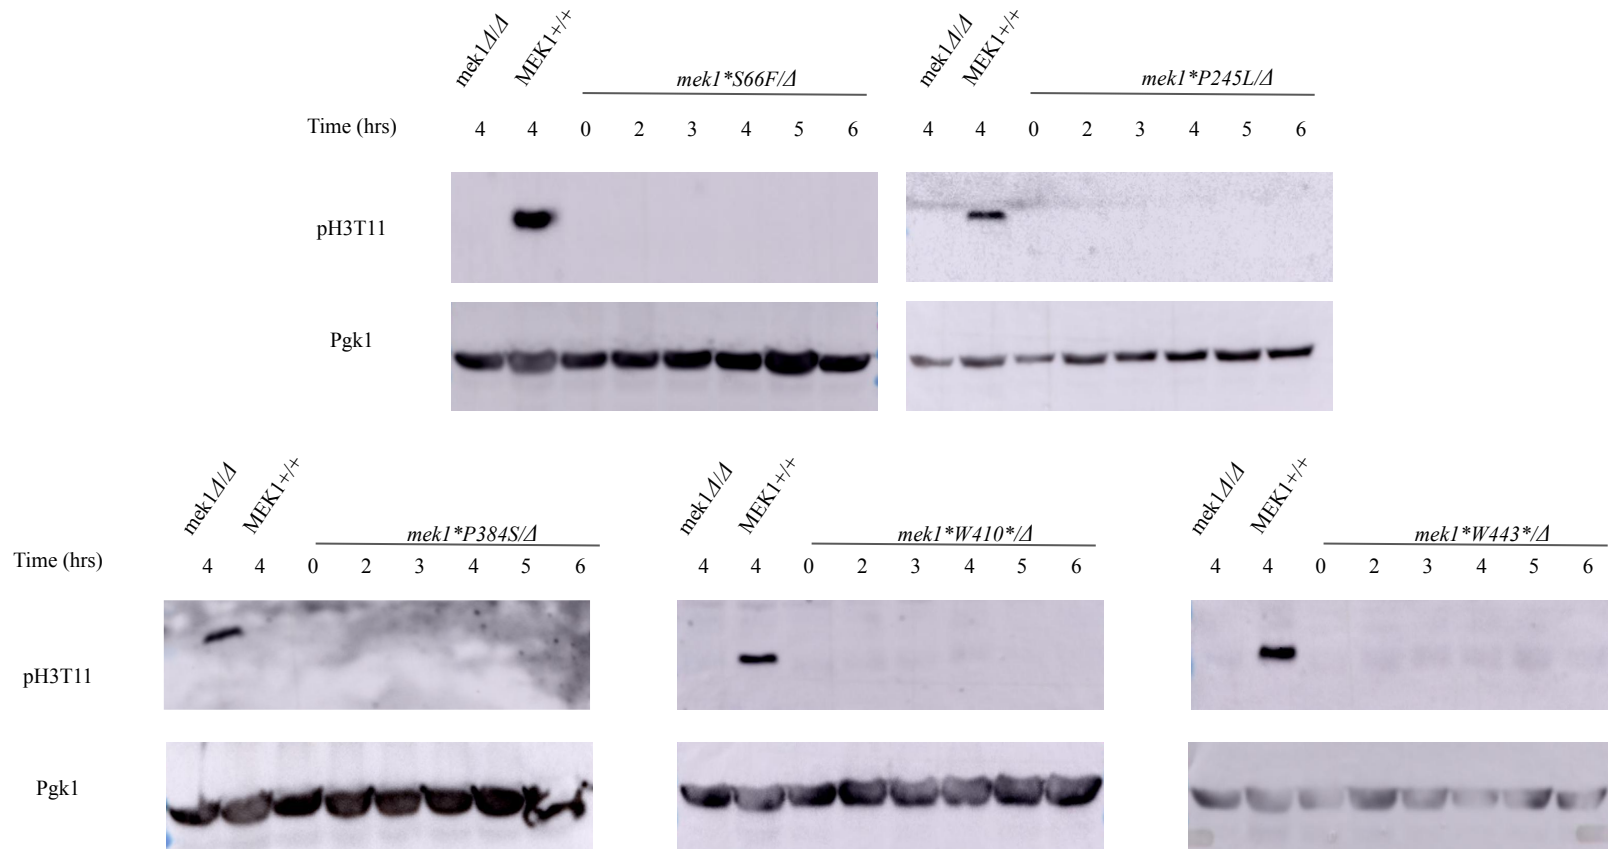 mek1Δ/Δ MEK1+/+ mek1*S66F/Δ mek1Δ/Δ MEK1+/+ mek1*P245L/Δ
Time (hrs) 4 4 0 2 3 4 5 6 4 4 0 2 3 4 5 6
pH3T11
Pgk1
mek1Δ/Δ MEK1+/+ mek1*P384S/Δ mek1Δ/Δ MEK1+/+ mek1*W410*/Δ mek1Δ/Δ MEK1+/+ mek1*W443*/Δ
Time (hrs) 4 4 0 2 3 4 5 6 4 4 0 2 3 4 5 6 4 4 0 2 3 4 5 6
pH3T11
Pgk1